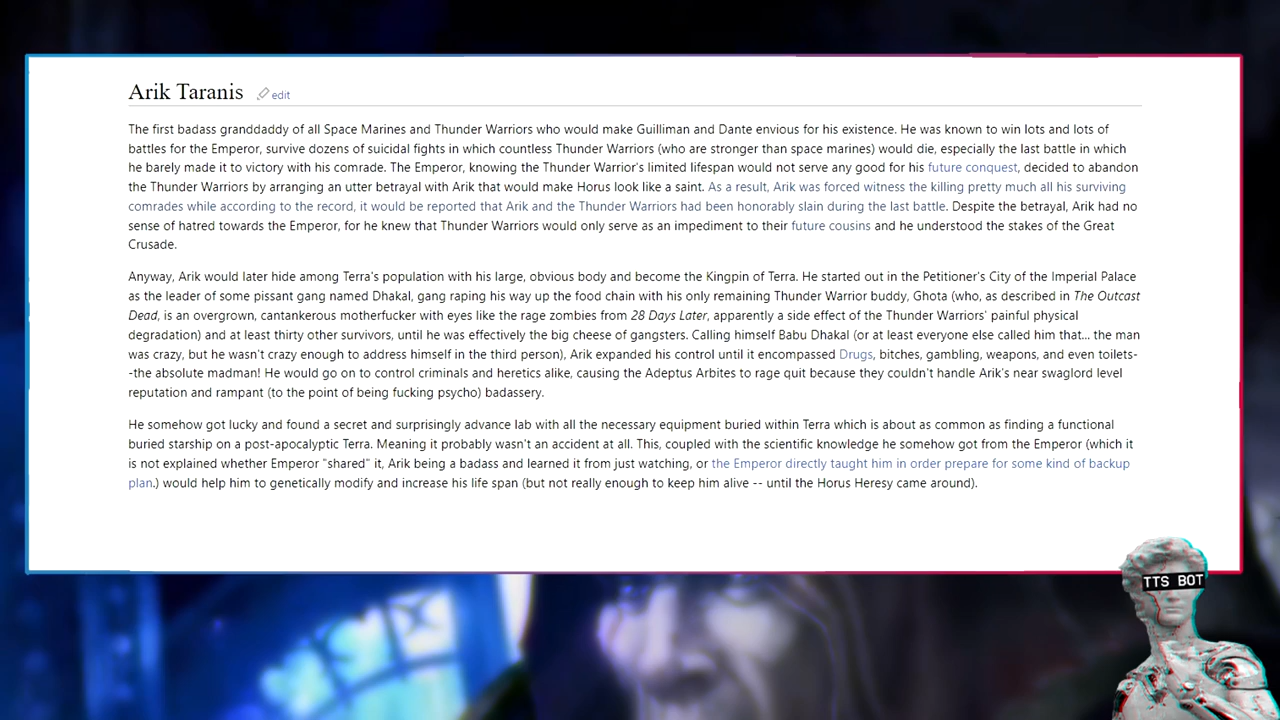 Arik Taranis edit
The first badass granddaddy of all Space Marines and Thunder Warriors who would make Guilliman and Dante envious for his existence. He was known to win lots and lots of
battles for the Emperor, survive dozens of suicidal fights in which countless Thunder Warriors (who are stronger than space marines) would die, especially the last battle in which
he barely made it to victory with his comrade. The Emperor, knowing the Thunder Warrior's limited lifespan would not serve any good for his future conquest, decided to abandon
the Thunder Warriors by arranging an utter betrayal with Arik that would make Horus look like a saint. As a result, Arik was forced witness the killing pretty much all his surviving
comrades while according to the record, it would be reported that Arik and the Thunder Warriors had been honorably slain during the last battle. Despite the betrayal, Arik had no
sense of hatred towards the Emperor, for he knew that Thunder Warriors would only serve as an impediment to their future cousins and he understood the stakes of the Great
Crusade.
Anyway, Arik would later hide among Terra's population with his large, obvious body and become the Kingpin of Terra. He started out in the Petitioner's City of the Imperial Palace
as the leader of some pissant gang named Dhakal, gang raping his way up the food chain with his only remaining Thunder Warrior buddy, Ghota (who, as described in The Outcast
Dead, is an overgrown, cantankerous motherfucker with eyes like the rage zombies from 28 Days Later, apparently a side effect of the Thunder Warriors' painful physical
degradation) and at least thirty other survivors, until he was effectively the big cheese of gangsters. Calling himself Babu Dhakal (or at least everyone else called him that... the man
was crazy, but he wasn't crazy enough to address himself in the third person), Arik expanded his control until it encompassed Drugs, bitches, gambling, weapons, and even toilets-
-the absolute madman! He would go on to control criminals and heretics alike, causing the Adeptus Arbites to rage quit because they couldn't handle Arik's near swaglord level
reputation and rampant (to the point of being fucking psycho) badassery.
He somehow got lucky and found a secret and surprisingly advance lab with all the necessary equipment buried within Terra which is about as common as finding a functional
buried starship on a post-apocalyptic Terra. Meaning it probably wasn't an accident at all. This, coupled with the scientific knowledge he somehow got from the Emperor (which it
is not explained whether Emperor "shared" it, Arik being a badass and learned it from just watching, or the Emperor directly taught him in order prepare for some kind of backup
plan.) would help him to genetically modify and increase his life span (but not really enough to keep him alive -- until the Horus Heresy came around).
TTS BOT